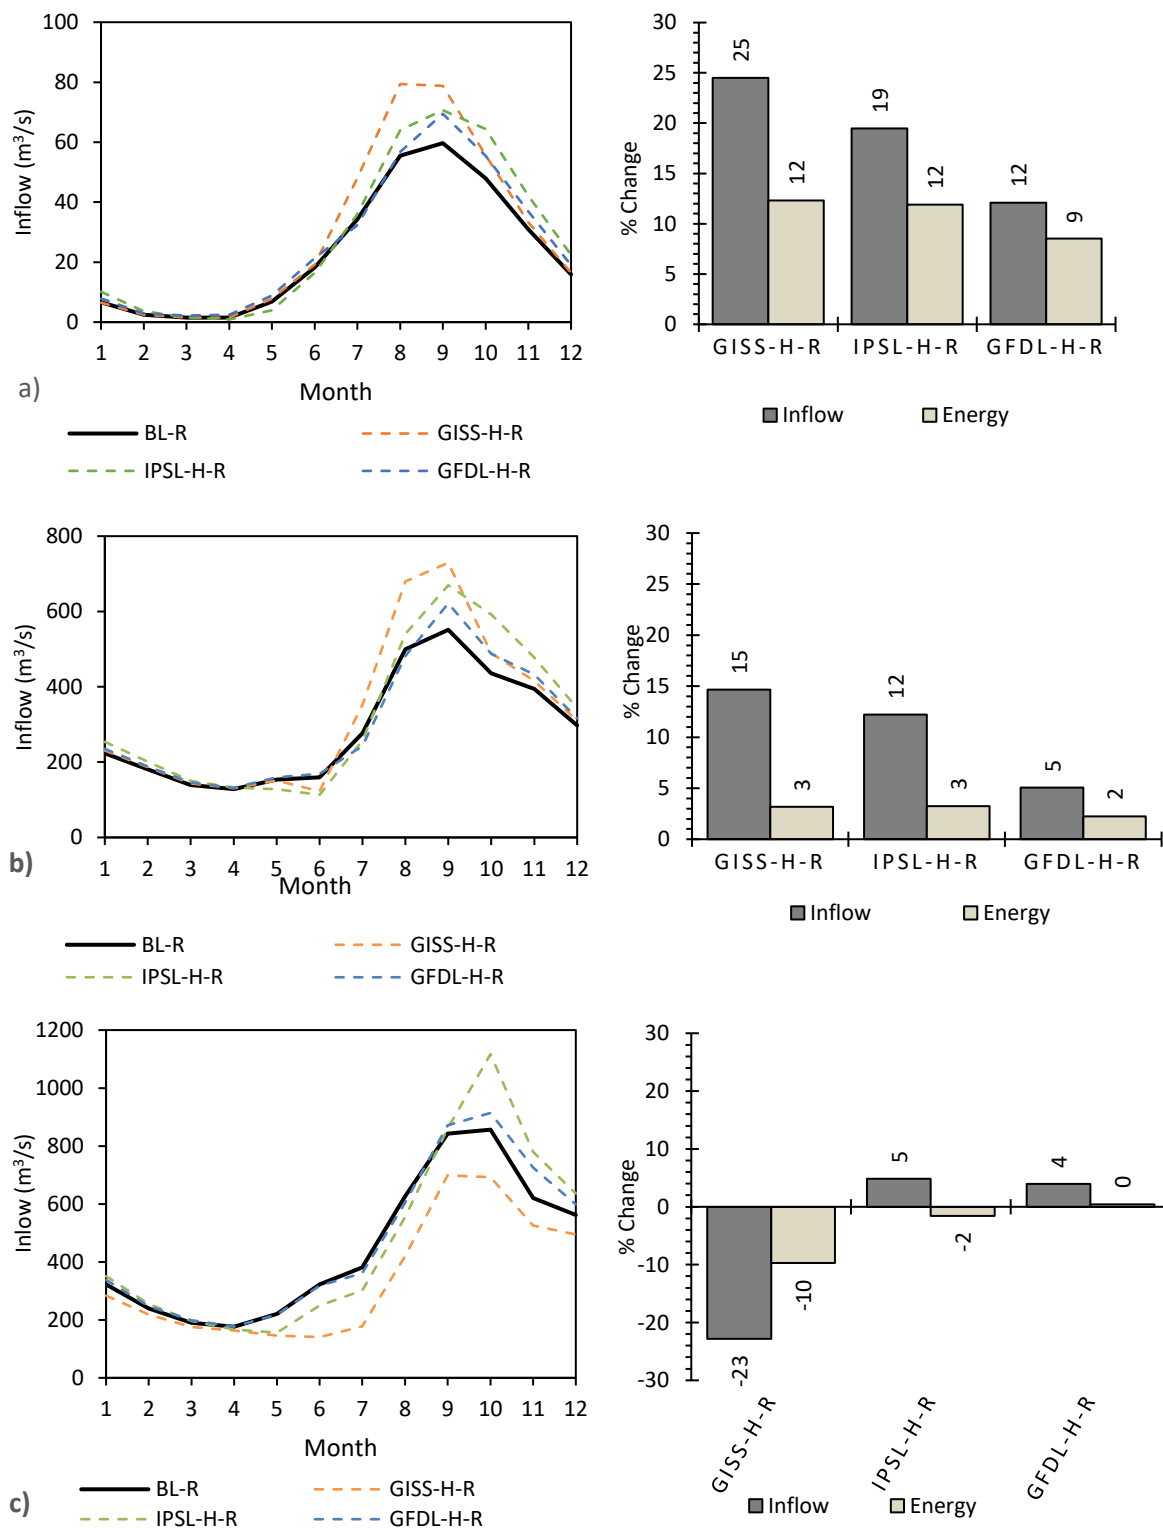 100
80
60
40
20
0
Inflow (m³/s)
1 2 3 4 5 6 7 8 9 10 11 12
Month
a)
BL-R
GISS-H-R
IPSL-H-R
GFDL-H-R
30
25
20
15
10
5
0
% Change
25
12
19
12
12
9
GISS-H-R IPSL-H-R GFDL-H-R
Inflow Energy
800
600
400
200
0
Inflow (m³/s)
1 2 3 4 5 6 7 8 9 10 11 12
Month
b)
BL-R
GISS-H-R
IPSL-H-R
GFDL-H-R
30
25
20
15
10
5
0
% Change
15
3
12
3
5
2
GISS-H-R IPSL-H-R GFDL-H-R
Inflow Energy
1200
1000
800
600
400
200
0
Inlow (m³/s)
1 2 3 4 5 6 7 8 9 10 11 12
Month
c)
BL-R
GISS-H-R
IPSL-H-R
GFDL-H-R
30
20
10
0
-10
-20
-30
% Change
-23
-10
5
-2
4
0
GISS-H-R
IPSL-H-R
GFDL-H-R
Inflow Energy